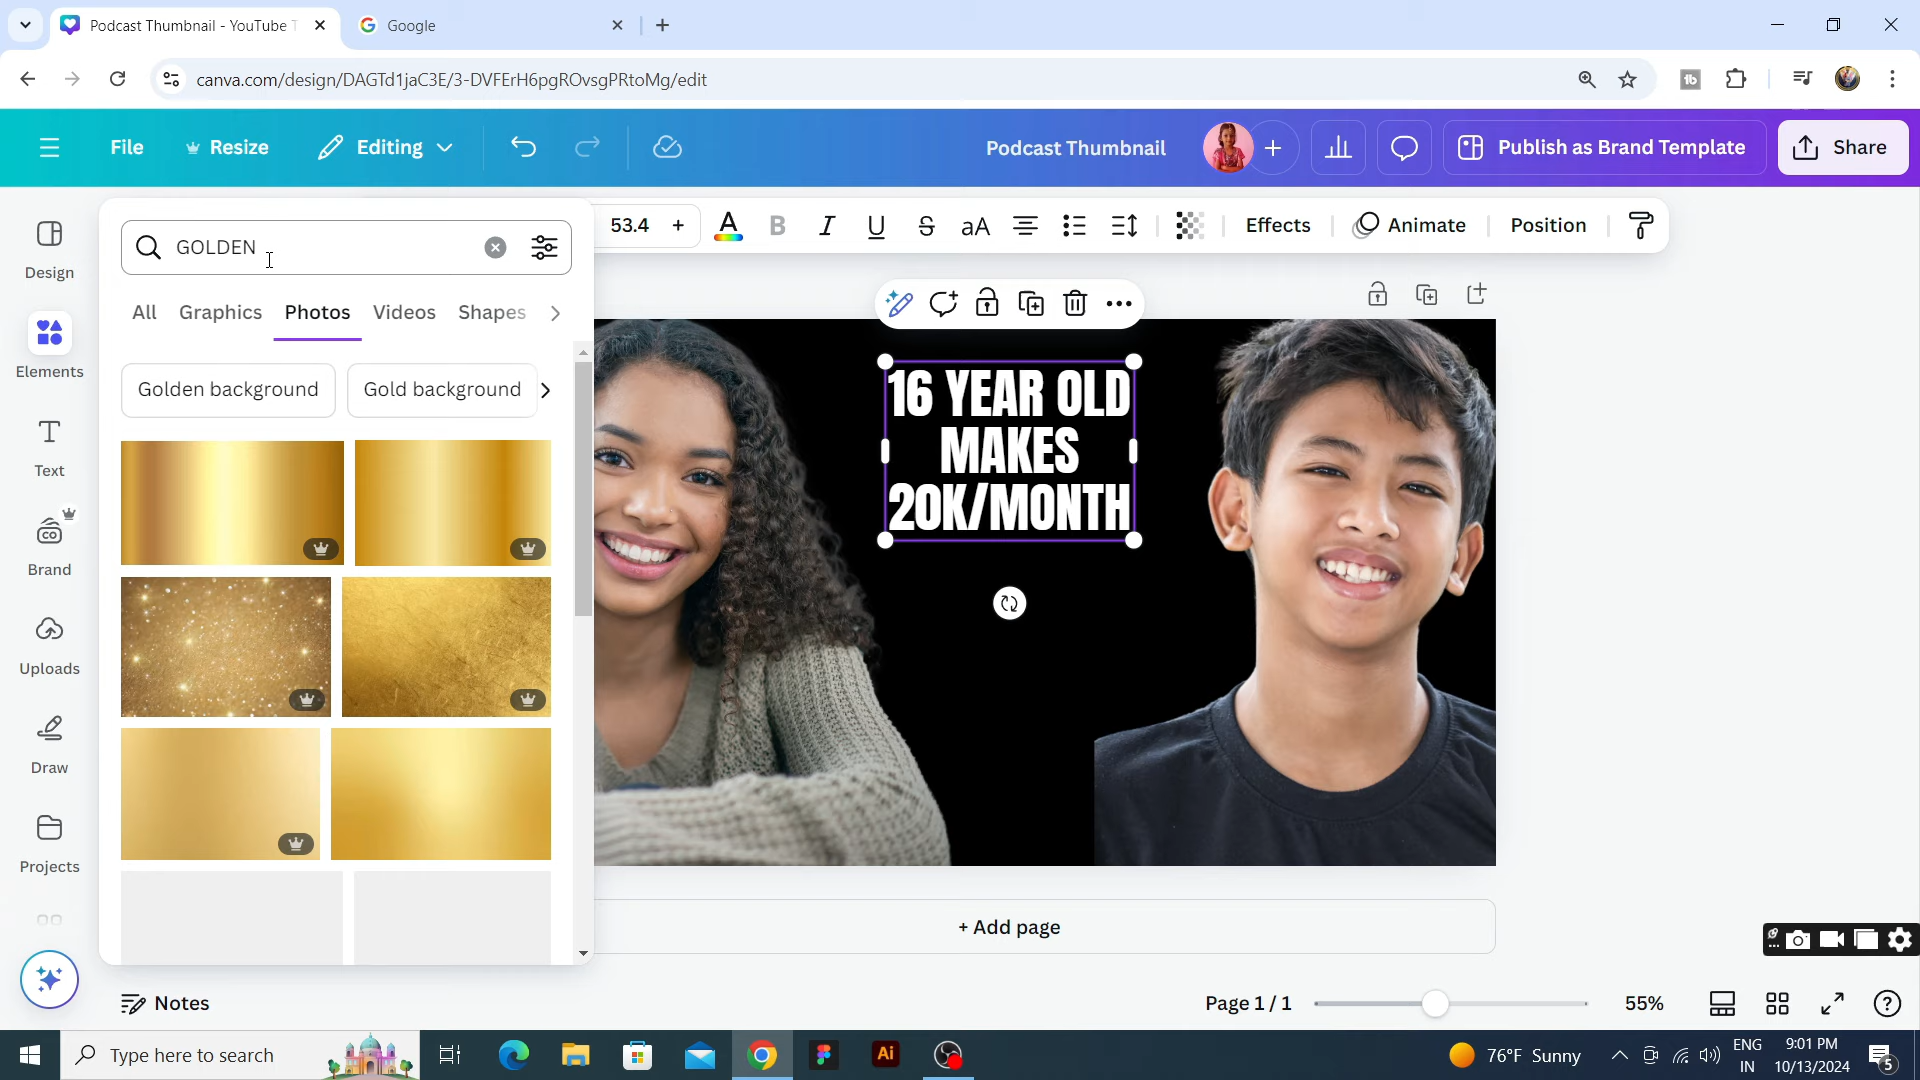 Podcast Thumbnail - YouTube T
Google
canva.com/design/DAGTd1jaC3E/3-DVFErH6pgROvsgPRtoMg/edit
File
Resize
Editing
Podcast Thumbnail
Publish as Brand Template
Share
GOLDEN
53.4
+
A
B
I
U
S
aA
Effects
Animate
Position
Design
Elements
Text
Brand
Uploads
Draw
Projects
All
Graphics
Photos
Videos
Shapes
Golden background
Gold background
16 YEAR OLD
MAKES
20K/MONTH
+ Add page
Notes
Page 1 / 1
55%
Type here to search
Ai
76°F Sunny
ENG
IN
9:01 PM
10/13/2024
5